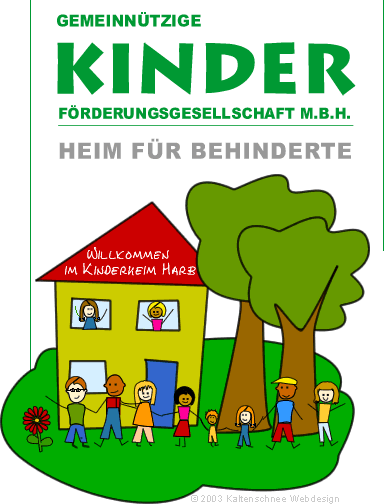 GEMEINNÜTZIGE
KINDER
FÖRDERUNGSGESELLSCHAFT M.B.H.
HEIM FÜR BEHINDERTE
WILLKOMMEN
IM KINDERHEIM HARB
© 2003 Kaltenschnee Webdesign